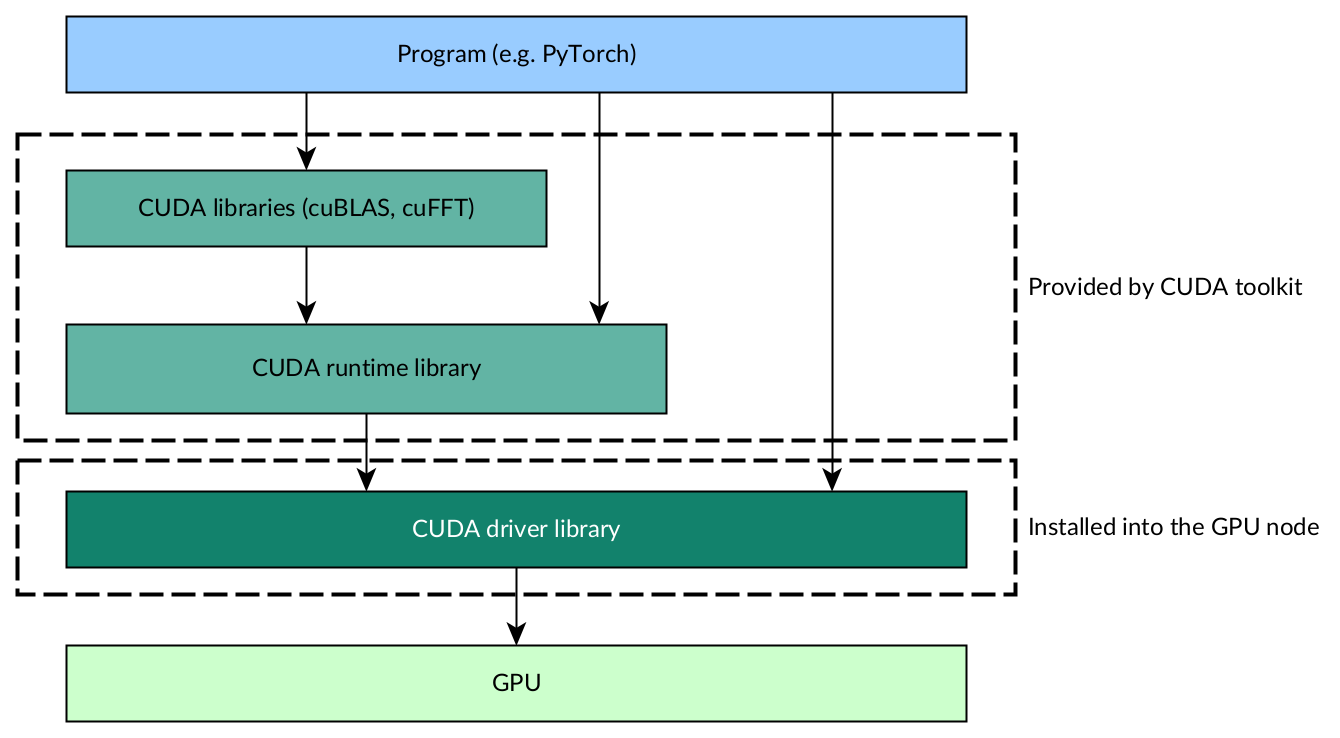 Program (e.g. PyTorch)
CUDA libraries (cuBLAS, cuFFT)
Provided by CUDA toolkit
CUDA runtime library
CUDA driver library
Installed into the GPU node
GPU